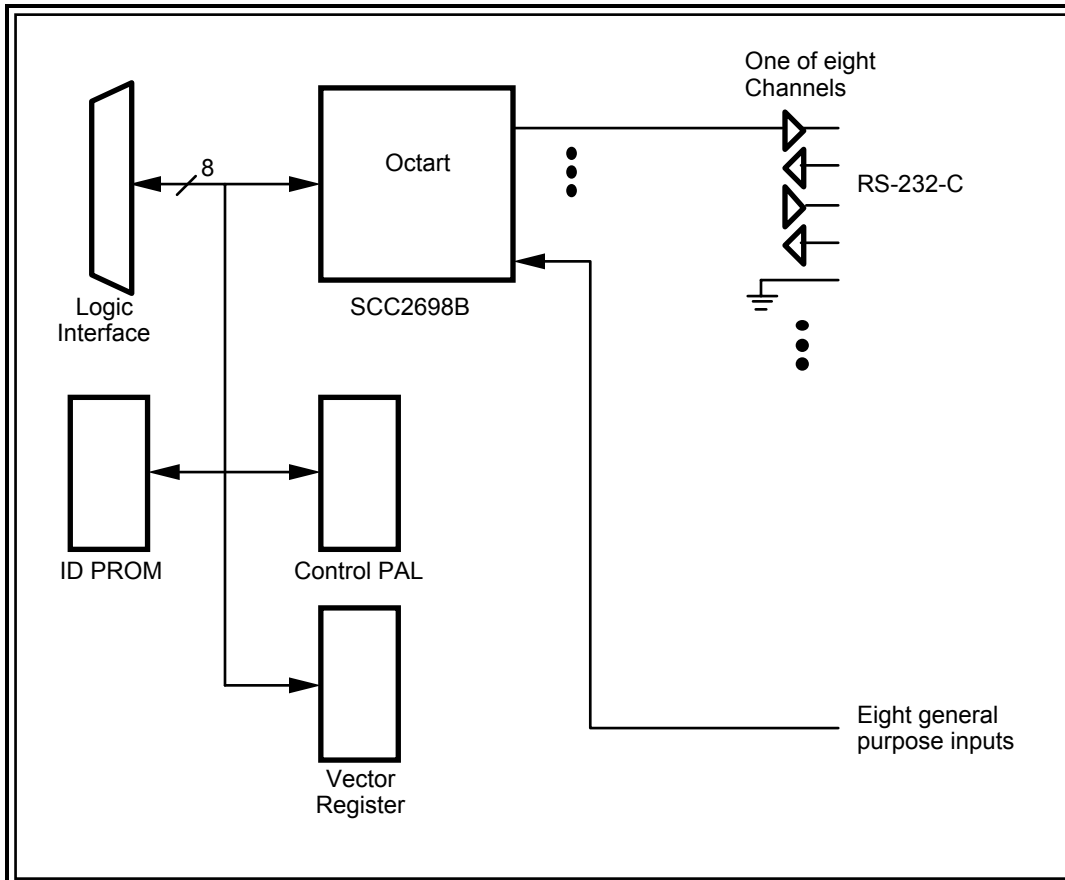 One of eight
Channels
8
Octart
RS-232-C
SCC2698B
Logic
Interface
ID PROM
Control PAL
Eight general
purpose inputs
Vector
Register